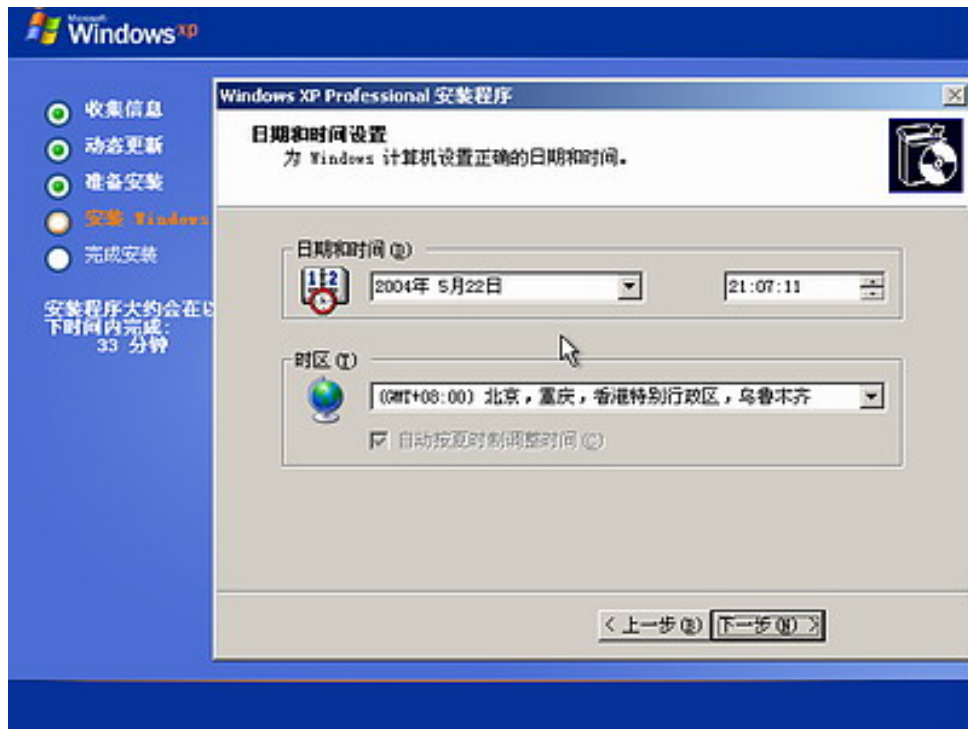 Microsoft
Windows xp
收集信息
动态更新
准备安装
安装 Windows
完成安装
安装程序大约会在以
下时间内完成:
33 分钟
Windows XP Professional 安装程序
日期和时间设置
为 Windows 计算机设置正确的日期和时间。
日期和时间(D)
2004年 5月22日
21:07:11
时区(T)
(GMT+08:00) 北京，重庆，香港特别行政区，乌鲁木齐
自动按夏时制调整时间(C)
< 上一步(B)
下一步(N) >